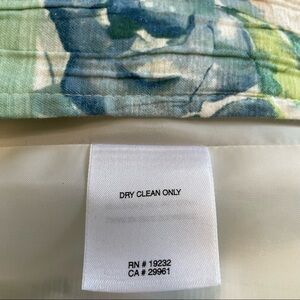 DRY CLEAN ONLY
RN # 19232
CA # 29961